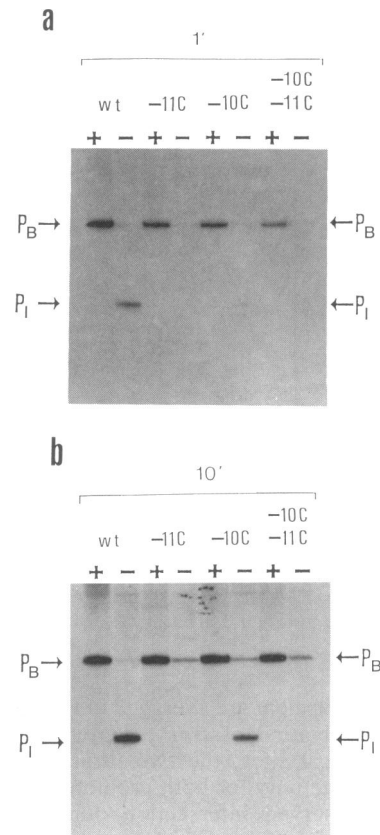 a
1'
-10C
wt -11C -10C -11C
+ - + - + - + -
PB→ ←PB
PI→ ←PI
b
10'
-10C
wt -11C -10C -11C
+ - + - + - + -
PB→ ←PB
PI→ ←PI